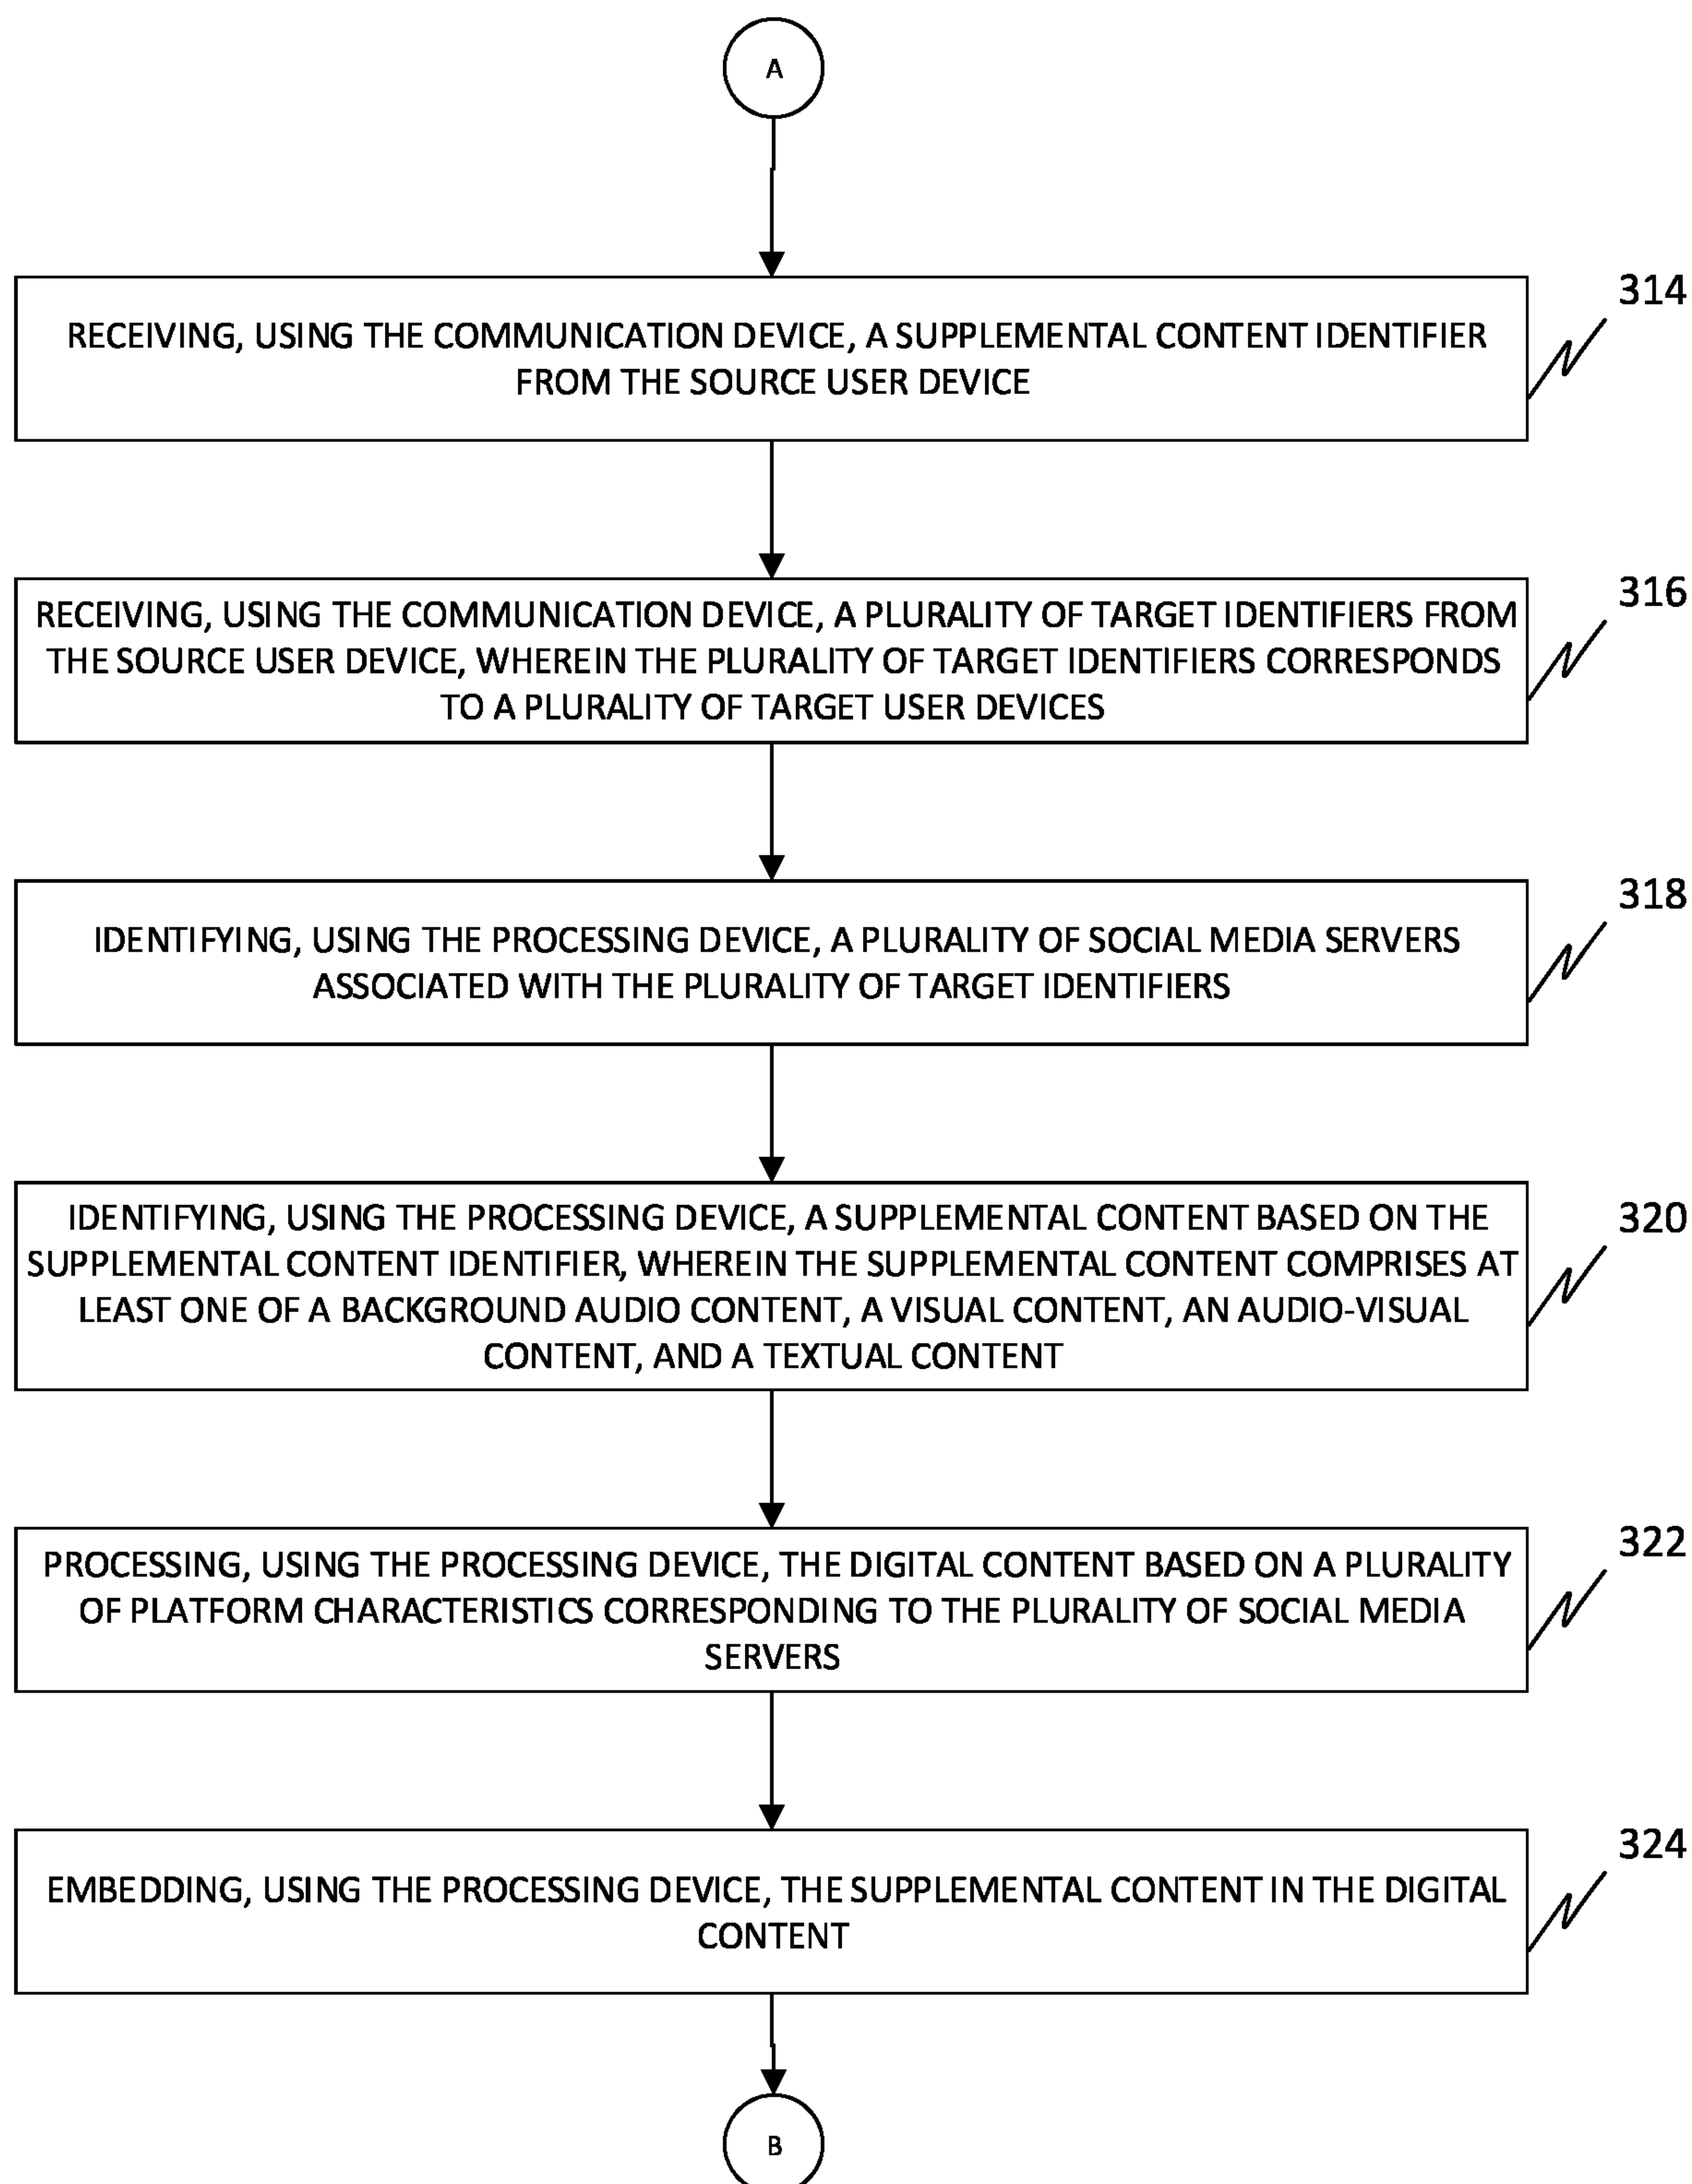 A
314
RECEIVING, USING THE COMMUNICATION DEVICE, A SUPPLEMENTAL CONTENT IDENTIFIER
FROM THE SOURCE USER DEVICE
316
RECEIVING, USING THE COMMUNICATION DEVICE, A PLURALITY OF TARGET IDENTIFIERS FROM
THE SOURCE USER DEVICE, WHEREIN THE PLURALITY OF TARGET IDENTIFIERS CORRESPONDS
TO A PLURALITY OF TARGET USER DEVICES
318
IDENTIFYING, USING THE PROCESSING DEVICE, A PLURALITY OF SOCIAL MEDIA SERVERS
ASSOCIATED WITH THE PLURALITY OF TARGET IDENTIFIERS
320
IDENTIFYING, USING THE PROCESSING DEVICE, A SUPPLEMENTAL CONTENT BASED ON THE
SUPPLEMENTAL CONTENT IDENTIFIER, WHEREIN THE SUPPLEMENTAL CONTENT COMPRISES AT
LEAST ONE OF A BACKGROUND AUDIO CONTENT, A VISUAL CONTENT, AN AUDIO-VISUAL
CONTENT, AND A TEXTUAL CONTENT
322
PROCESSING, USING THE PROCESSING DEVICE, THE DIGITAL CONTENT BASED ON A PLURALITY
OF PLATFORM CHARACTERISTICS CORRESPONDING TO THE PLURALITY OF SOCIAL MEDIA
SERVERS
324
EMBEDDING, USING THE PROCESSING DEVICE, THE SUPPLEMENTAL CONTENT IN THE DIGITAL
CONTENT
B